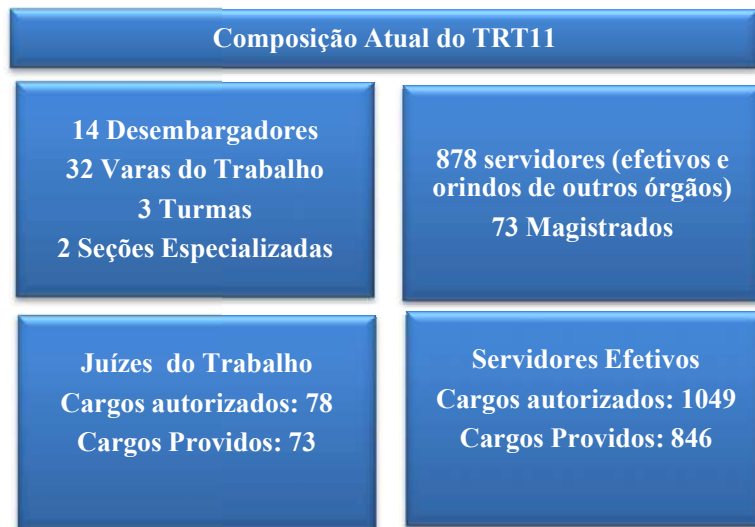 Composição Atual do TRT11
14 Desembargadores
32 Varas do Trabalho
3 Turmas
2 Seções Especializadas
878 servidores (efetivos e
orindos de outros órgãos)
73 Magistrados
Juízes do Trabalho
Cargos autorizados: 78
Cargos Providos: 73
Servidores Efetivos
Cargos autorizados: 1049
Cargos Providos: 846